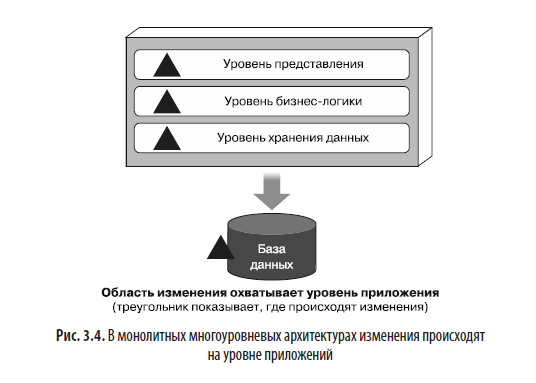 Уровень представления
Уровень бизнес-логики
Уровень хранения данных
База
данных
Область изменения охватывает уровень приложения
(треугольник показывает, где происходят изменения)
Рис. 3.4. В монолитных многоуровневых архитектурах изменения происходят
на уровне приложений